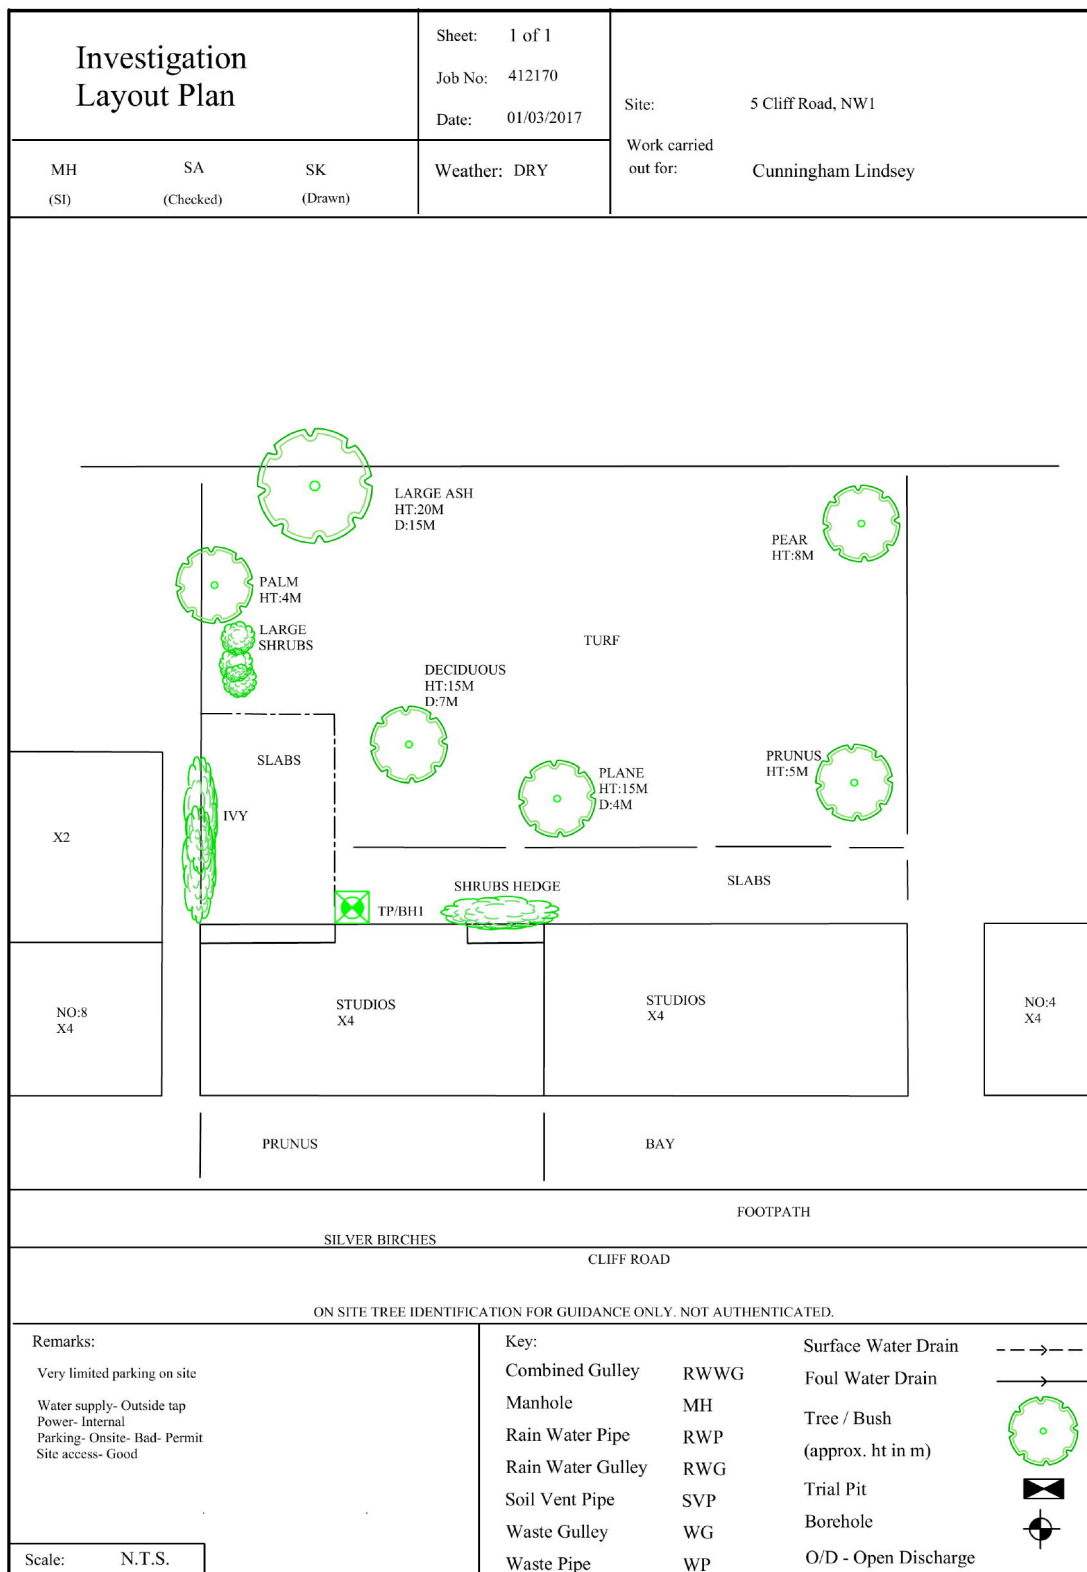 Investigation
Layout Plan
Sheet: 1 of 1
Job No: 412170
Date: 01/03/2017
Site: 5 Cliff Road, NW1
Work carried
out for: Cunningham Lindsey
MH SA SK
(SI) (Checked) (Drawn)
Weather: DRY
LARGE ASH
HT:20M
D:15M
PEAR
HT:8M
PALM
HT:4M
LARGE
SHRUBS
TURF
DECIDUOUS
HT:15M
D:7M
SLABS
PLANE
HT:15M
D:4M
PRUNUS
HT:5M
IVY
X2
SHRUBS HEDGE
SLABS
TP/BH1
NO:8
X4
STUDIOS
X4
STUDIOS
X4
NO:4
X4
PRUNUS
BAY
FOOTPATH
SILVER BIRCHES
CLIFF ROAD
ON SITE TREE IDENTIFICATION FOR GUIDANCE ONLY. NOT AUTHENTICATED.
Remarks:
Very limited parking on site
Water supply- Outside tap
Power- Internal
Parking- Onsite- Bad- Permit
Site access- Good
Scale: N.T.S.
Key:
Combined Gulley RWWG
Manhole MH
Rain Water Pipe RWP
Rain Water Gulley RWG
Soil Vent Pipe SVP
Waste Gulley WG
Waste Pipe WP
Surface Water Drain
Foul Water Drain
Tree / Bush
(approx. ht in m)
Trial Pit
Borehole
O/D - Open Discharge